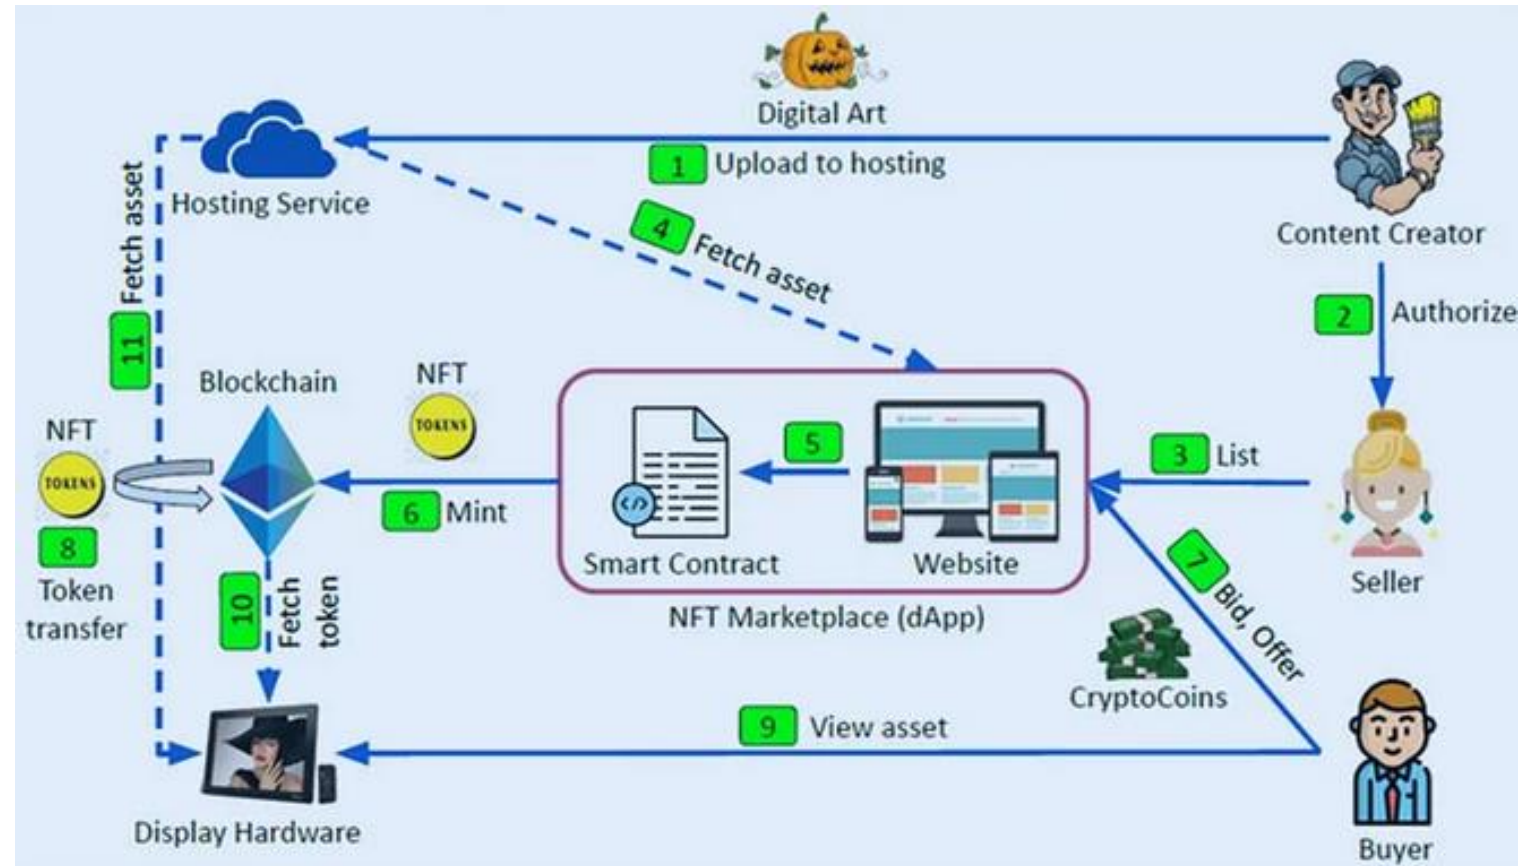 Digital Art
1 Upload to hosting
Hosting Service
Content Creator
4 Fetch asset
2 Authorize
11 Fetch asset
Blockchain
NFT
TOKENS
NFT
TOKENS
8
Token
transfer
6 Mint
5
Smart Contract
</>
Website
NFT Marketplace (dApp)
3 List
Seller
7 Bid, Offer
CryptoCoins
10 Fetch
token
9 View asset
Display Hardware
Buyer